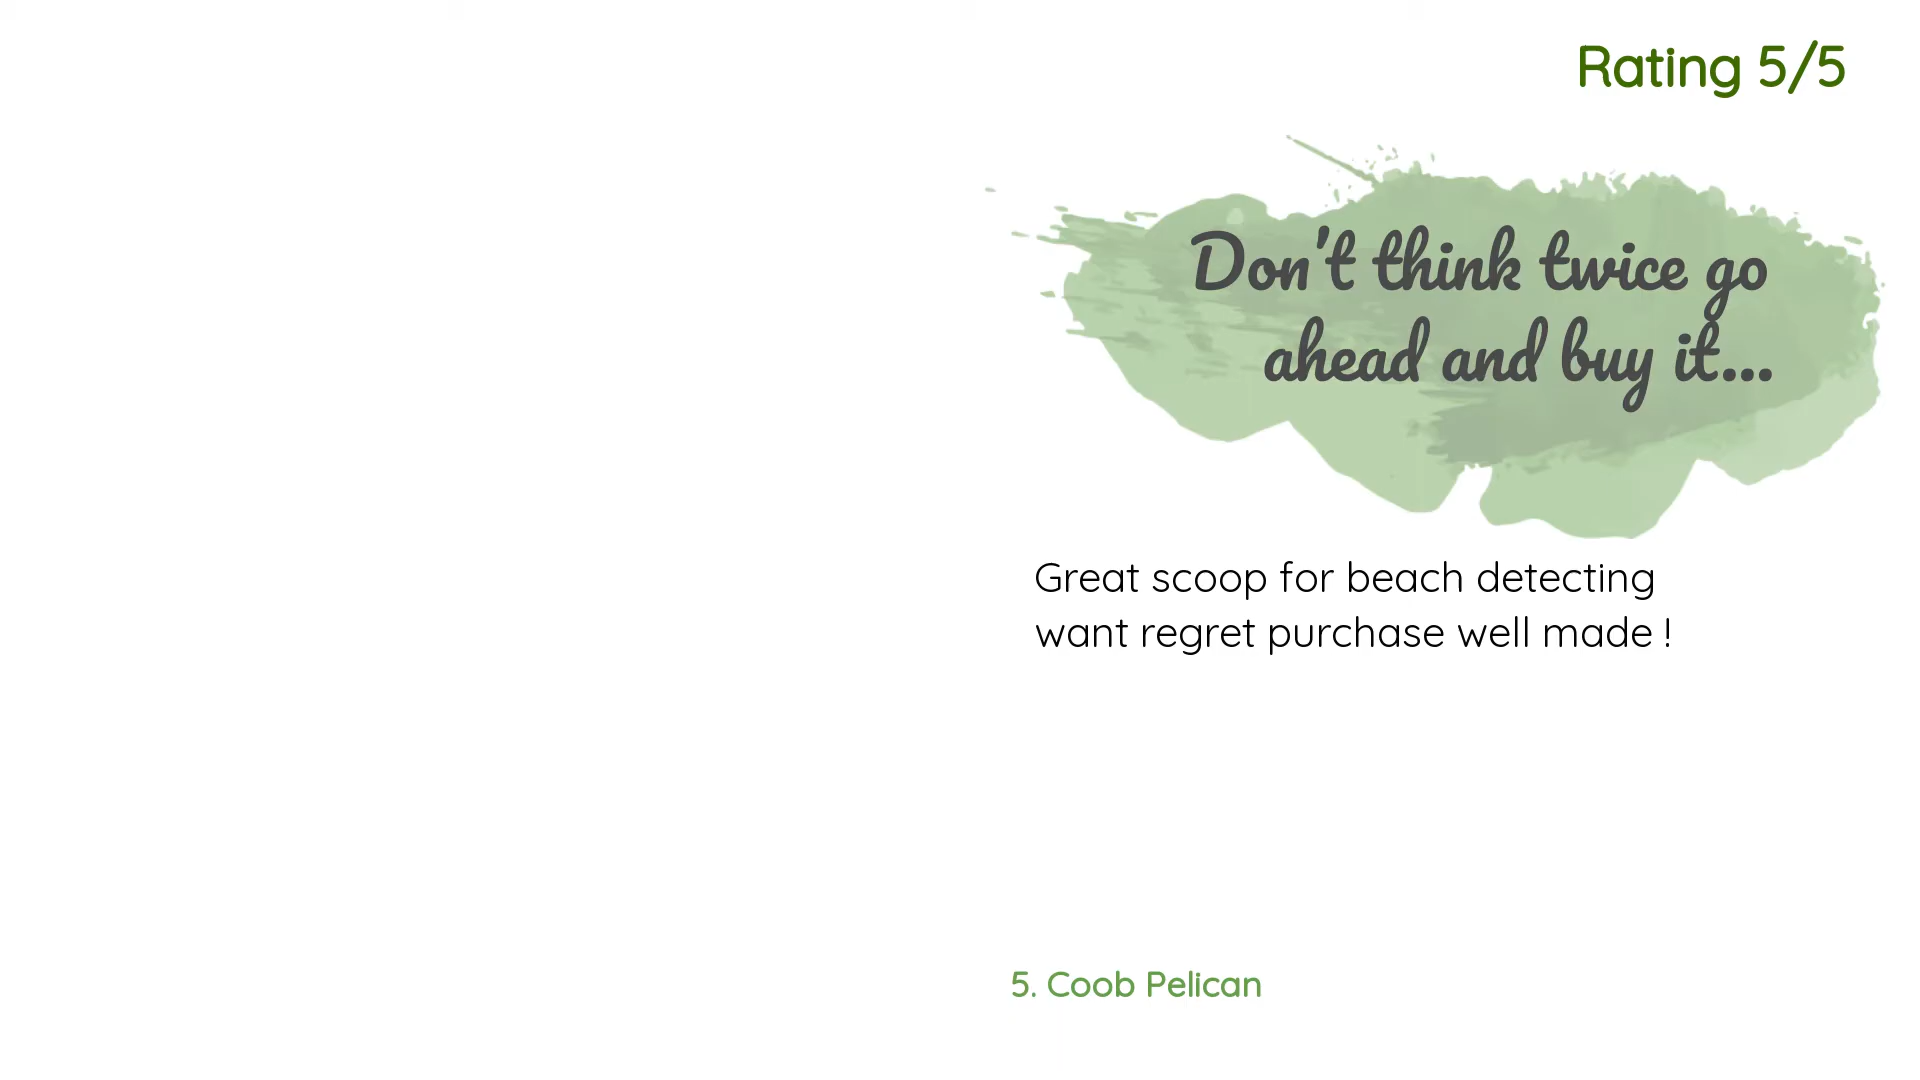 Rating 5/5
Don't think twice go
ahead and buy it...
Great scoop for beach detecting
want regret purchase well made !
5. Coob Pelican